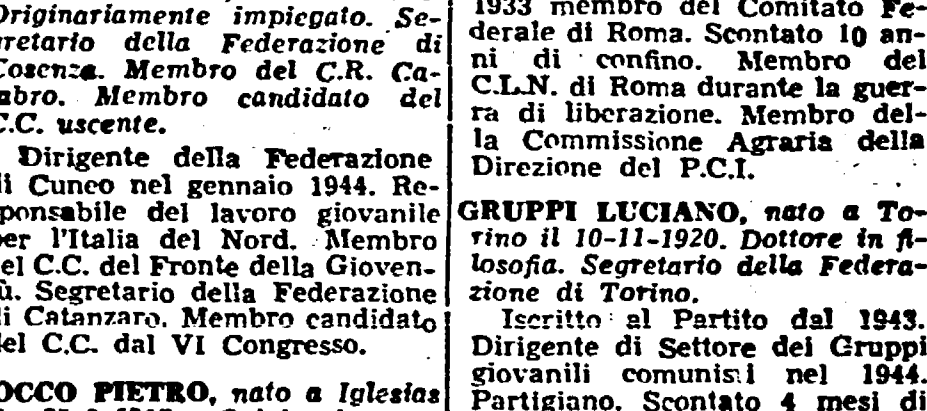 Originariamente impiegato. Se-
retario della Federazione di
Cosenza. Membro del C.R. Ca-
abro. Membro candidato del
C.C. uscente.
Dirigente della Federazione
di Cuneo nel gennaio 1944. Re-
ponsabile del lavoro giovanile
per l'Italia del Nord. Membro
del C.C. del Fronte della Gioven-
ù. Segretario della Federazione
di Catanzaro. Membro candidato
del C.C. dal VI Congresso.
OCCO PIETRO, nato a Iglesias
1933 membro del Comitato Fe-
derale di Roma. Scontato 10 an-
ni di confino. Membro del
C.L.N. di Roma durante la guer-
ra di liberazione. Membro del-
la Commissione Agraria della
Direzione del P.C.I.
GRUPPI LUCIANO, nato a To-
rino il 10-11-1920. Dottore in fi-
losofia. Segretario della Federa-
zione di Torino.
Iscritto al Partito dal 1943.
Dirigente di Settore dei Gruppi
giovanili comunisti nel 1944.
Partigiano. Scontato 4 mesi di